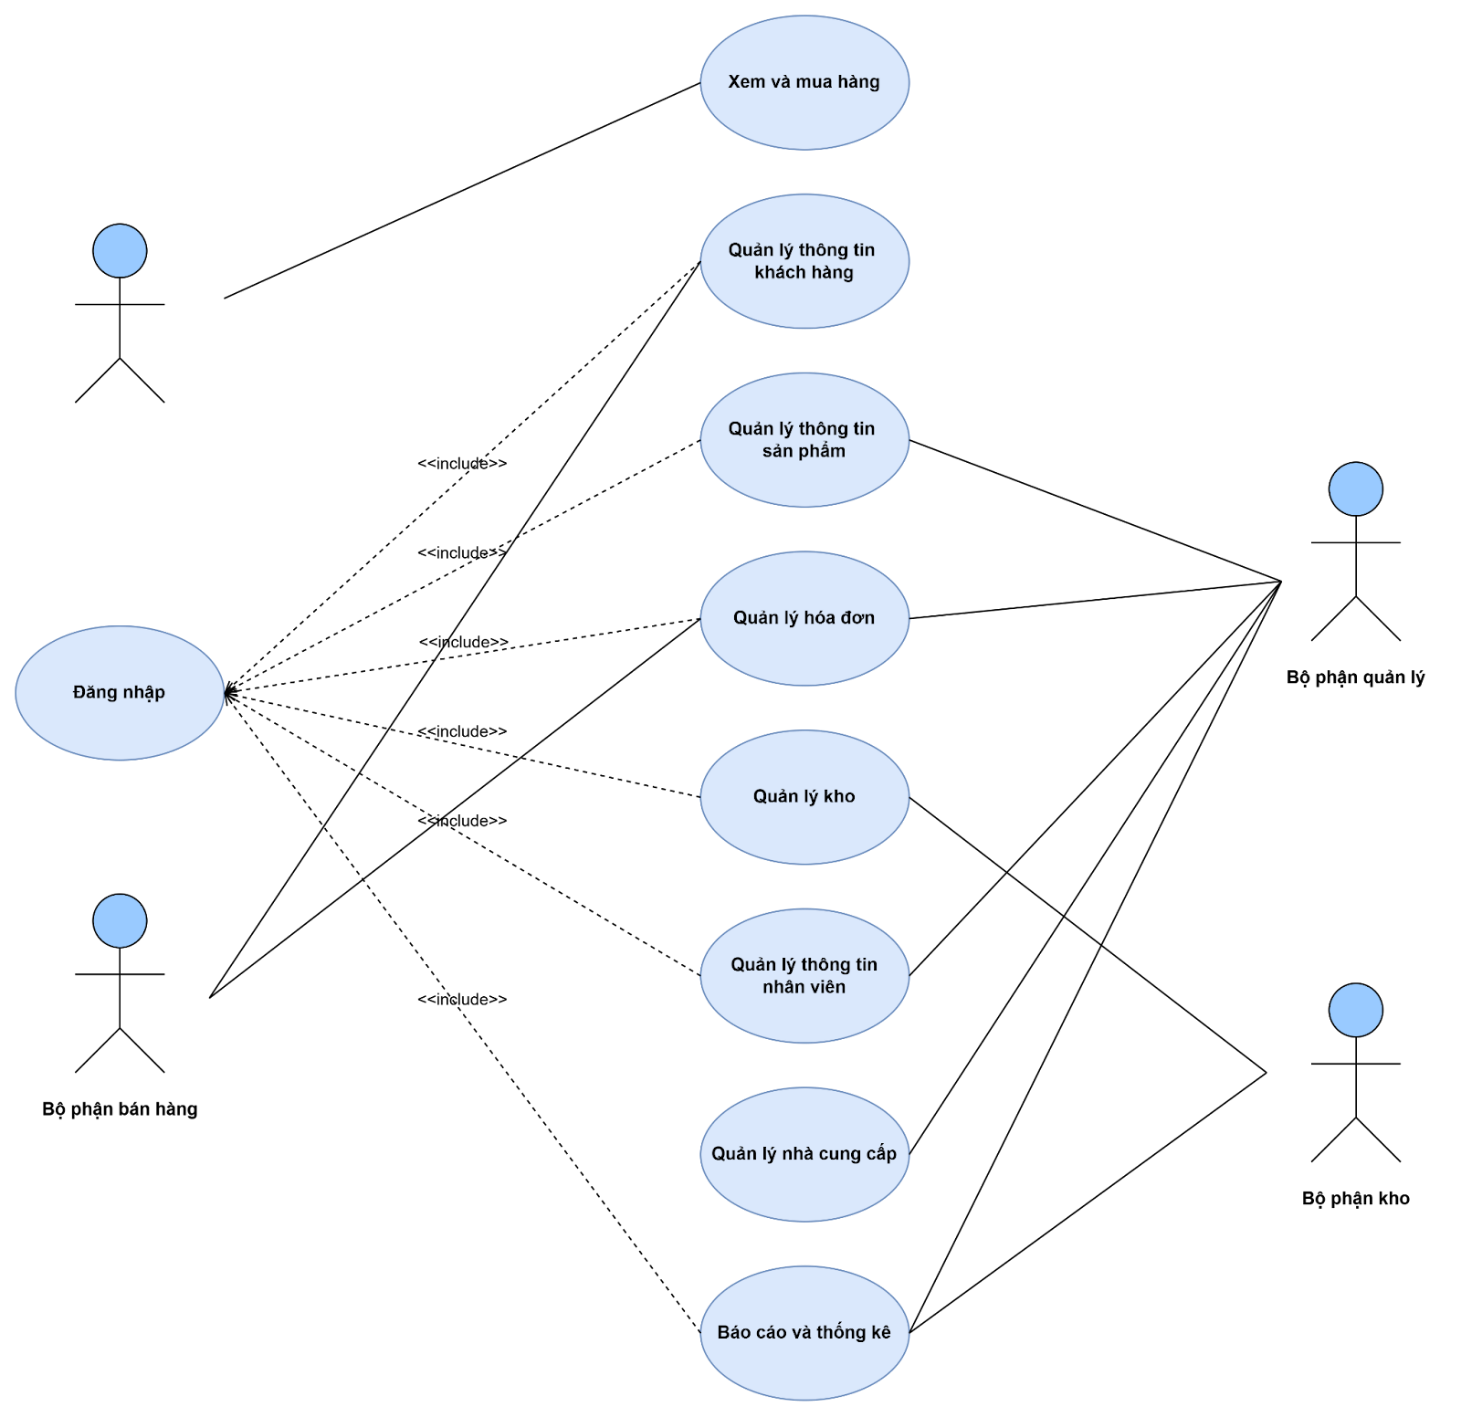 Xem và mua hàng
Quản lý thông tin
khách hàng
Quản lý thông tin
sản phẩm
<<include>>
<<include>>
Quản lý hóa đơn
<<include>>
Bộ phận quản lý
Đăng nhập
<<include>>
Quản lý kho
<<include>>
Quản lý thông tin
nhân viên
<<include>>
Bộ phận bán hàng
Quản lý nhà cung cấp
Bộ phận kho
Báo cáo và thống kê